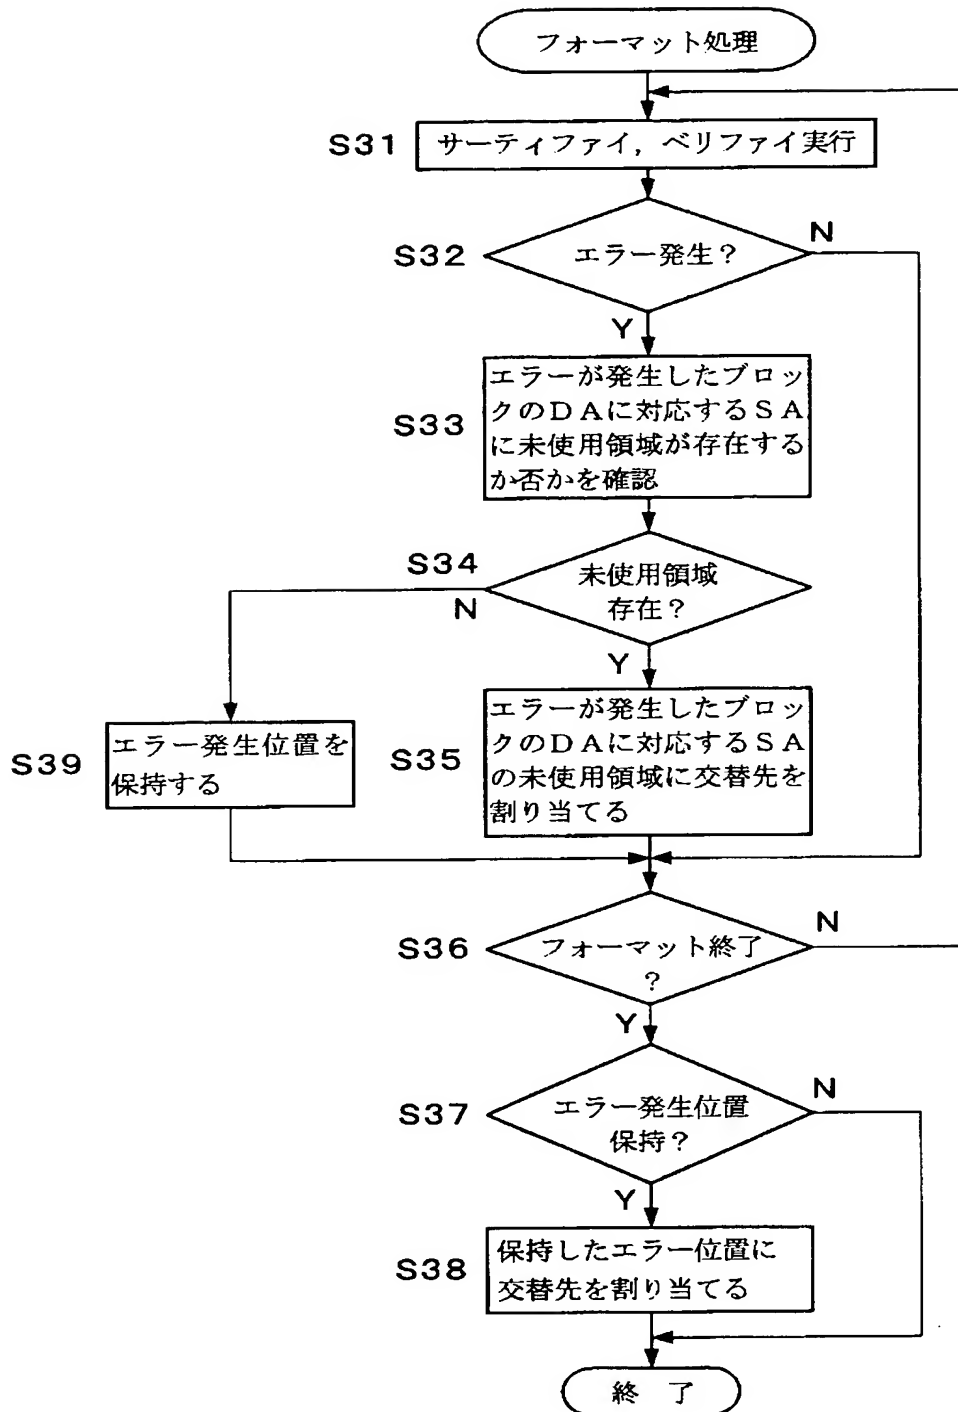 フォーマット処理
S31
サーティファイ，ベリファイ実行
S32
エラー発生？
N
Y
S33
エラーが発生したブロッ
クのＤＡに対応するＳＡ
に未使用領域が存在する
か否かを確認
S34
未使用領域
存在？
N
Y
S35
エラーが発生したブロッ
クのＤＡに対応するＳＡ
の未使用領域に交替先を
割り当てる
S39
エラー発生位置を
保持する
S36
フォーマット終了
？
N
Y
S37
エラー発生位置
保持？
N
Y
S38
保持したエラー位置に
交替先を割り当てる
終　了